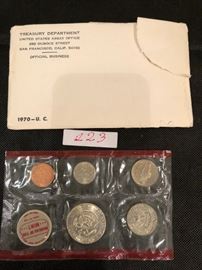 TREASURY DEPARTMENT
UNITED STATES ASSAY OFFICE
350 DUBOCE STREET
SAN FRANCISCO, CALIF. 94102
OFFICIAL BUSINESS
1970—U. C.
223